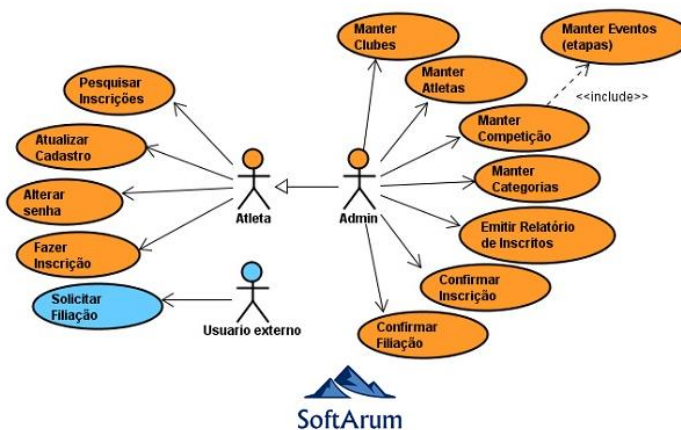 Manter
Clubes
Manter Eventos
(etapas)
Pesquisar
Inscrições
Manter
Atletas
<<include>>
Atualizar
Cadastro
Manter
Competição
Alterar
senha
Manter
Categorias
Atleta
Admin
Fazer
Inscrição
Emitir Relatório
de Inscritos
Solicitar
Filiação
Confirmar
Inscrição
Usuario externo
Confirmar
Filiação
SoftArum